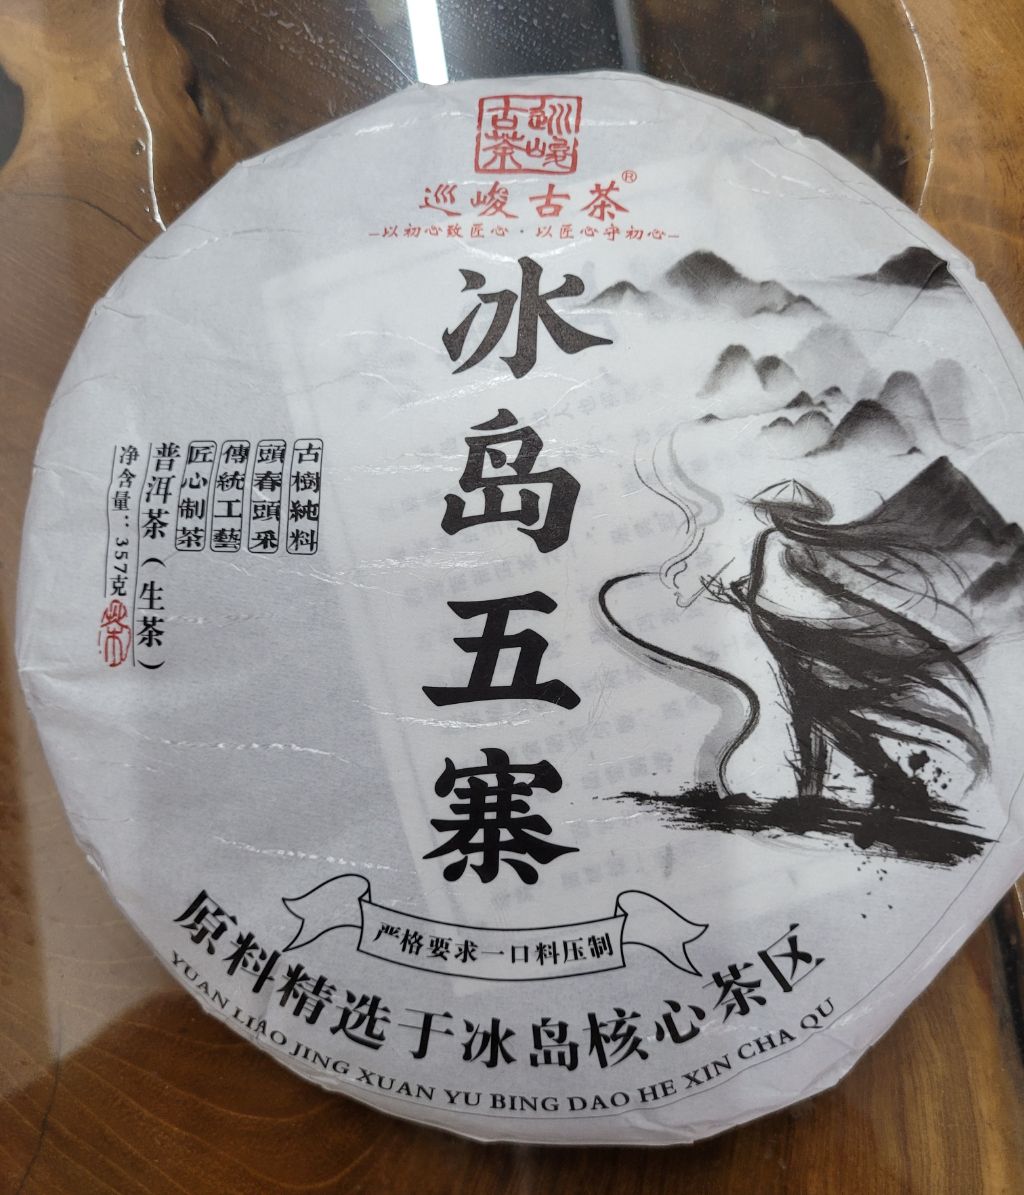 巡峻古茶
巡峻古茶®
—以初心致匠心·以匠心守初心—
冰岛五寨
古樹純料
頭春頭采
傳統工藝
匠心制茶
普洱茶（生茶）
净含量：357克
茶
严格要求一口料压制
原料精选于冰岛核心茶区
YUAN LIAO JING XUAN YU BING DAO HE XIN CHA QU